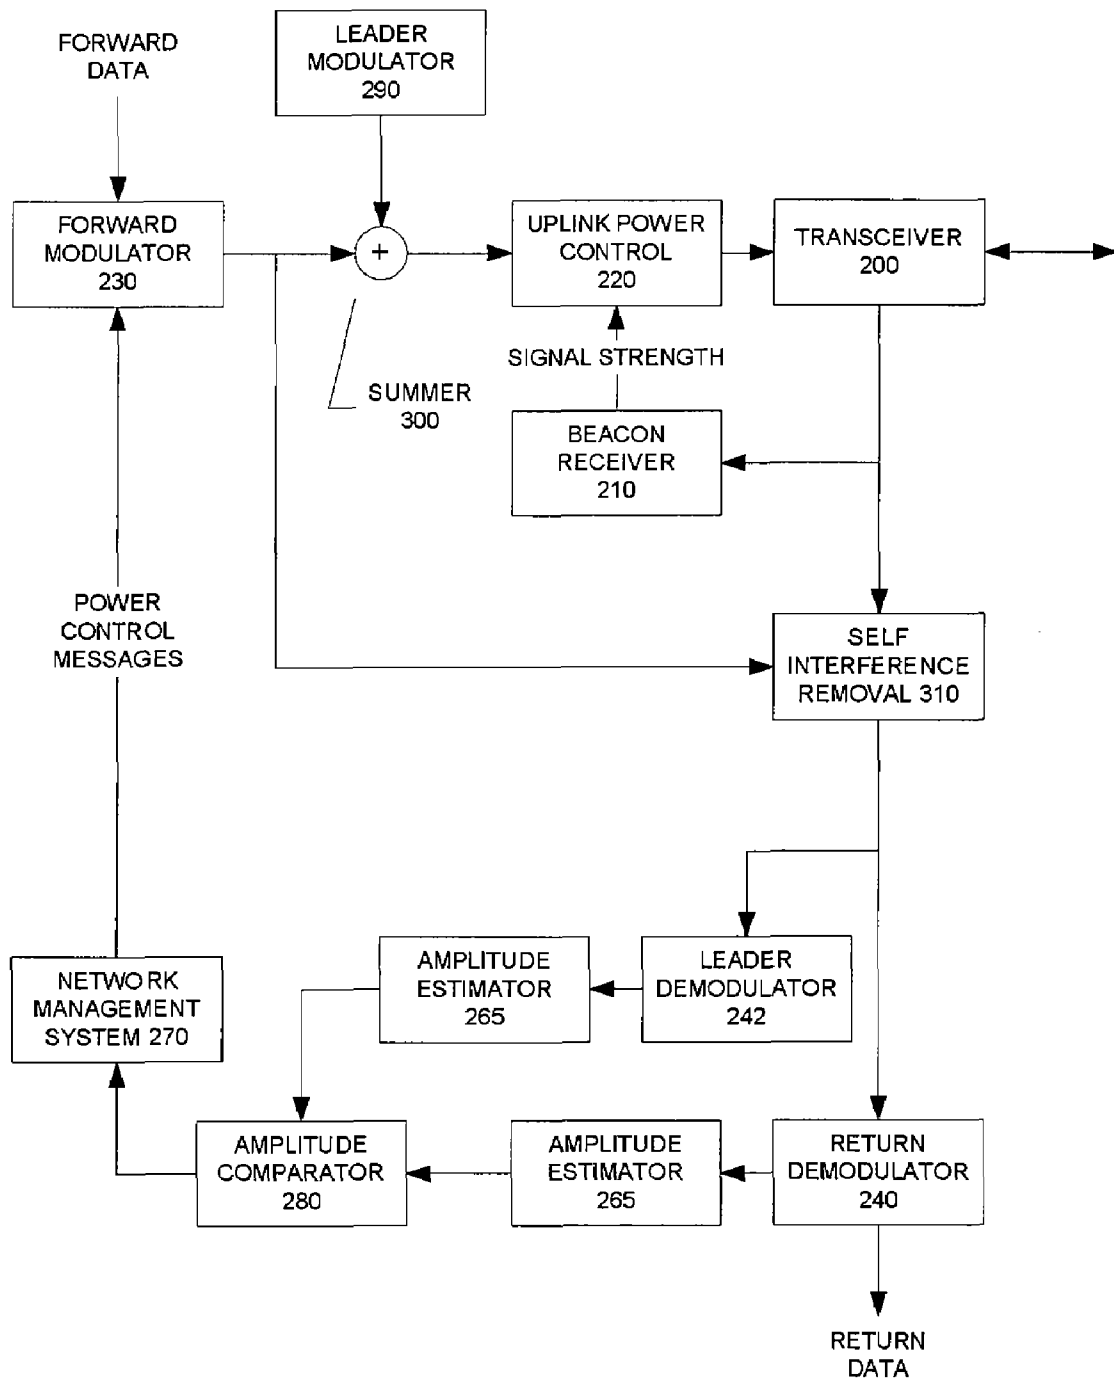 FORWARD
DATA
LEADER
MODULATOR
290
FORWARD
MODULATOR
230
+
UPLINK POWER
CONTROL
220
TRANSCEIVER
200
SIGNAL STRENGTH
SUMMER
300
BEACON
RECEIVER
210
POWER
CONTROL
MESSAGES
SELF
INTERFERENCE
REMOVAL 310
NETWORK
MANAGEMENT
SYSTEM 270
AMPLITUDE
ESTIMATOR
265
LEADER
DEMODULATOR
242
AMPLITUDE
COMPARATOR
280
AMPLITUDE
ESTIMATOR
265
RETURN
DEMODULATOR
240
RETURN
DATA